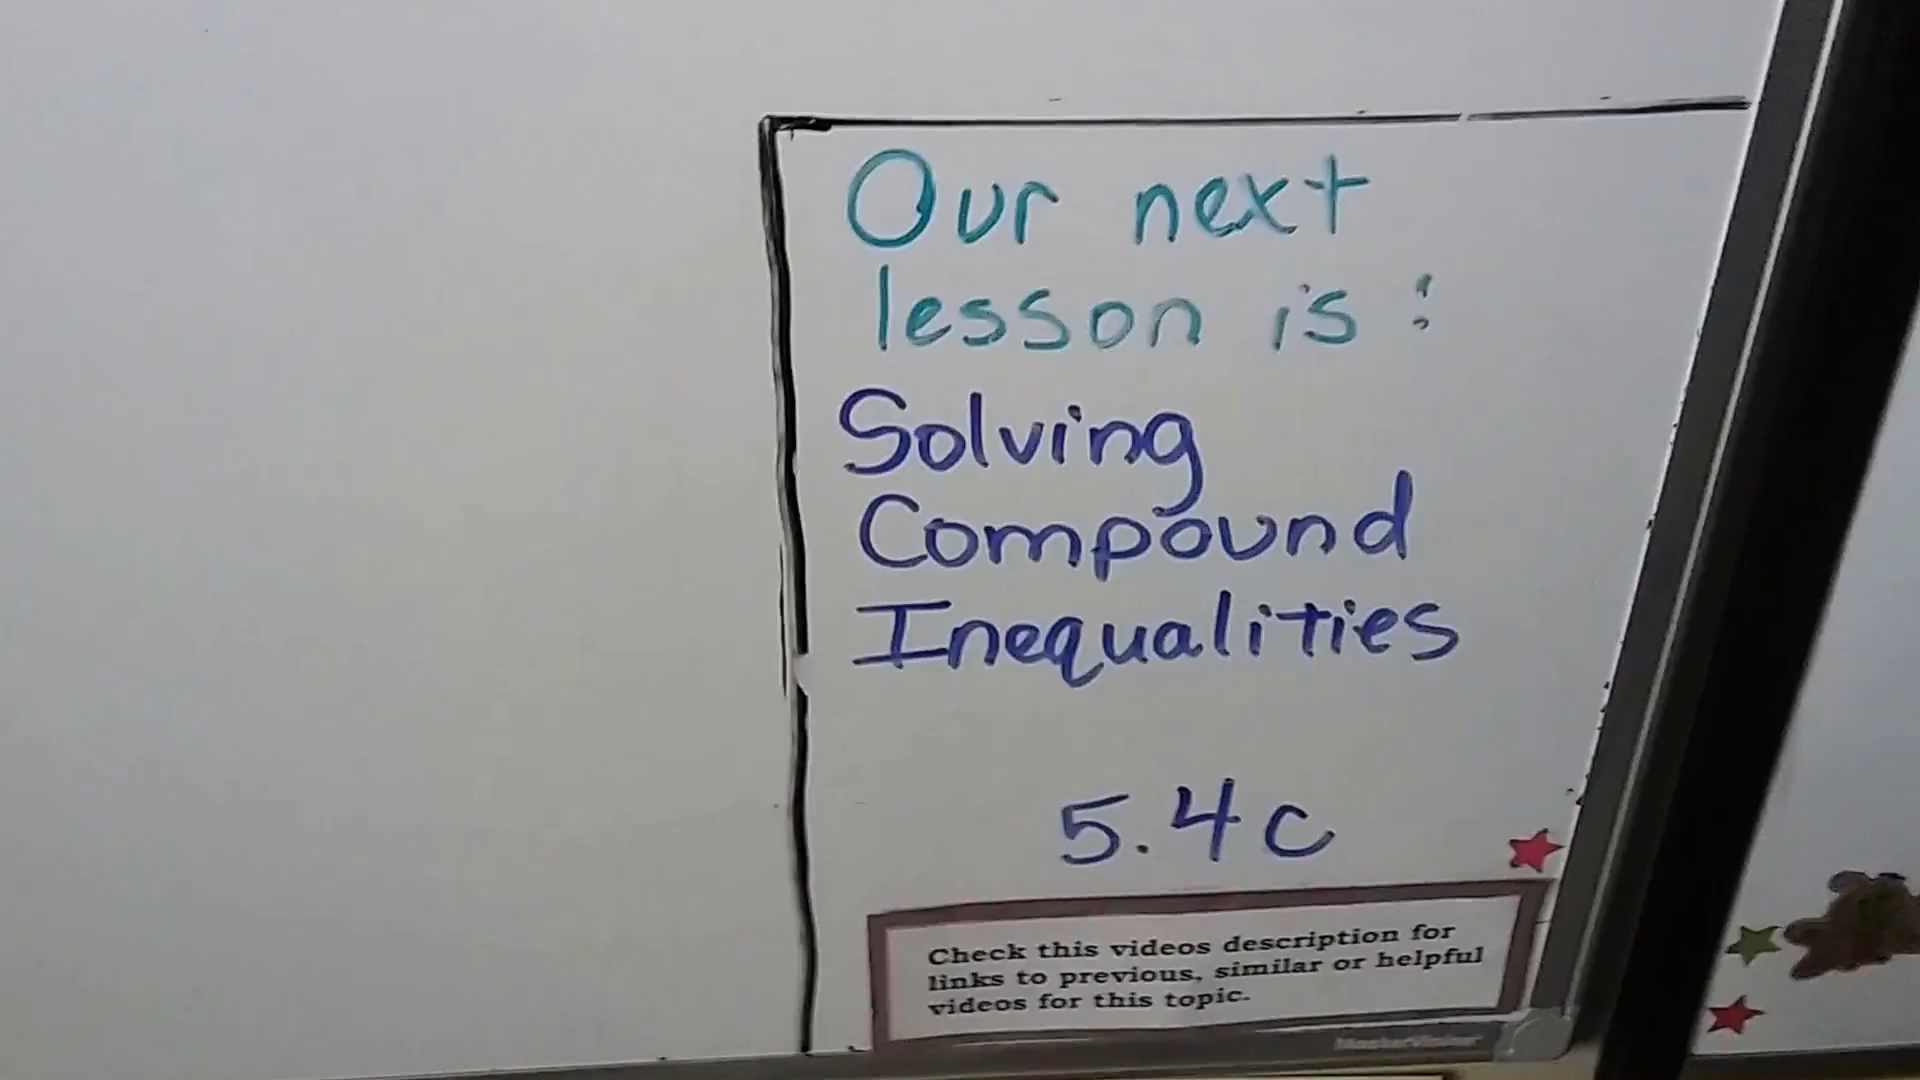 Our next
lesson is :
Solving
Compound
Inequalities
5.4c
Check this videos description for
links to previous, similar or helpful
videos for this topic.